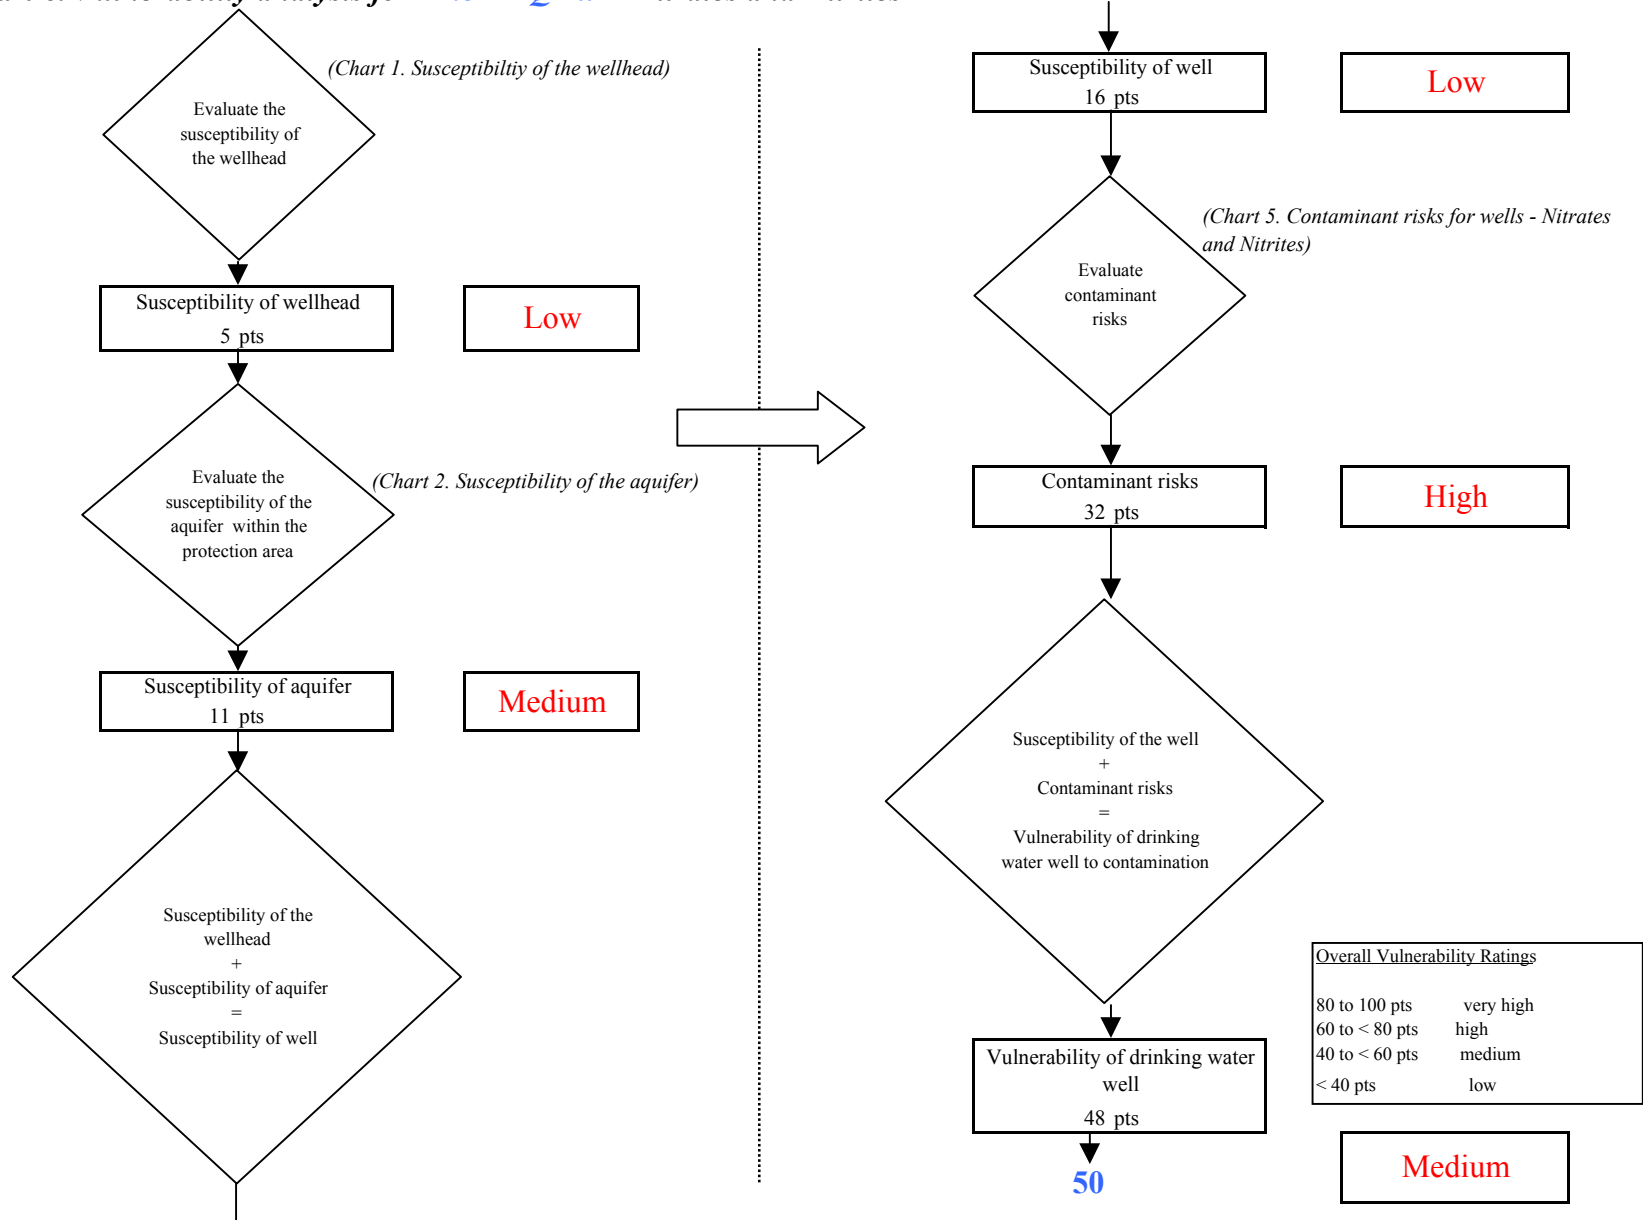 (Chart 1. Susceptibiltiy of the wellhead)
Evaluate the
susceptibility of
the wellhead
Susceptibility of wellhead
5 pts
Low
Evaluate the
susceptibility of the
aquifer within the
protection area
(Chart 2. Susceptibility of the aquifer)
Susceptibility of aquifer
11 pts
Medium
Susceptibility of the
wellhead
+
Susceptibility of aquifer
=
Susceptibility of well
Susceptibility of well
16 pts
Low
(Chart 5. Contaminant risks for wells - Nitrates
and Nitrites)
Evaluate
contaminant
risks
Contaminant risks
32 pts
High
Susceptibility of the well
+
Contaminant risks
=
Vulnerability of drinking
water well to contamination
Overall Vulnerability Ratings
80 to 100 pts very high
60 to < 80 pts high
40 to < 60 pts medium
< 40 pts low
Vulnerability of drinking water
well
48 pts
50
Medium